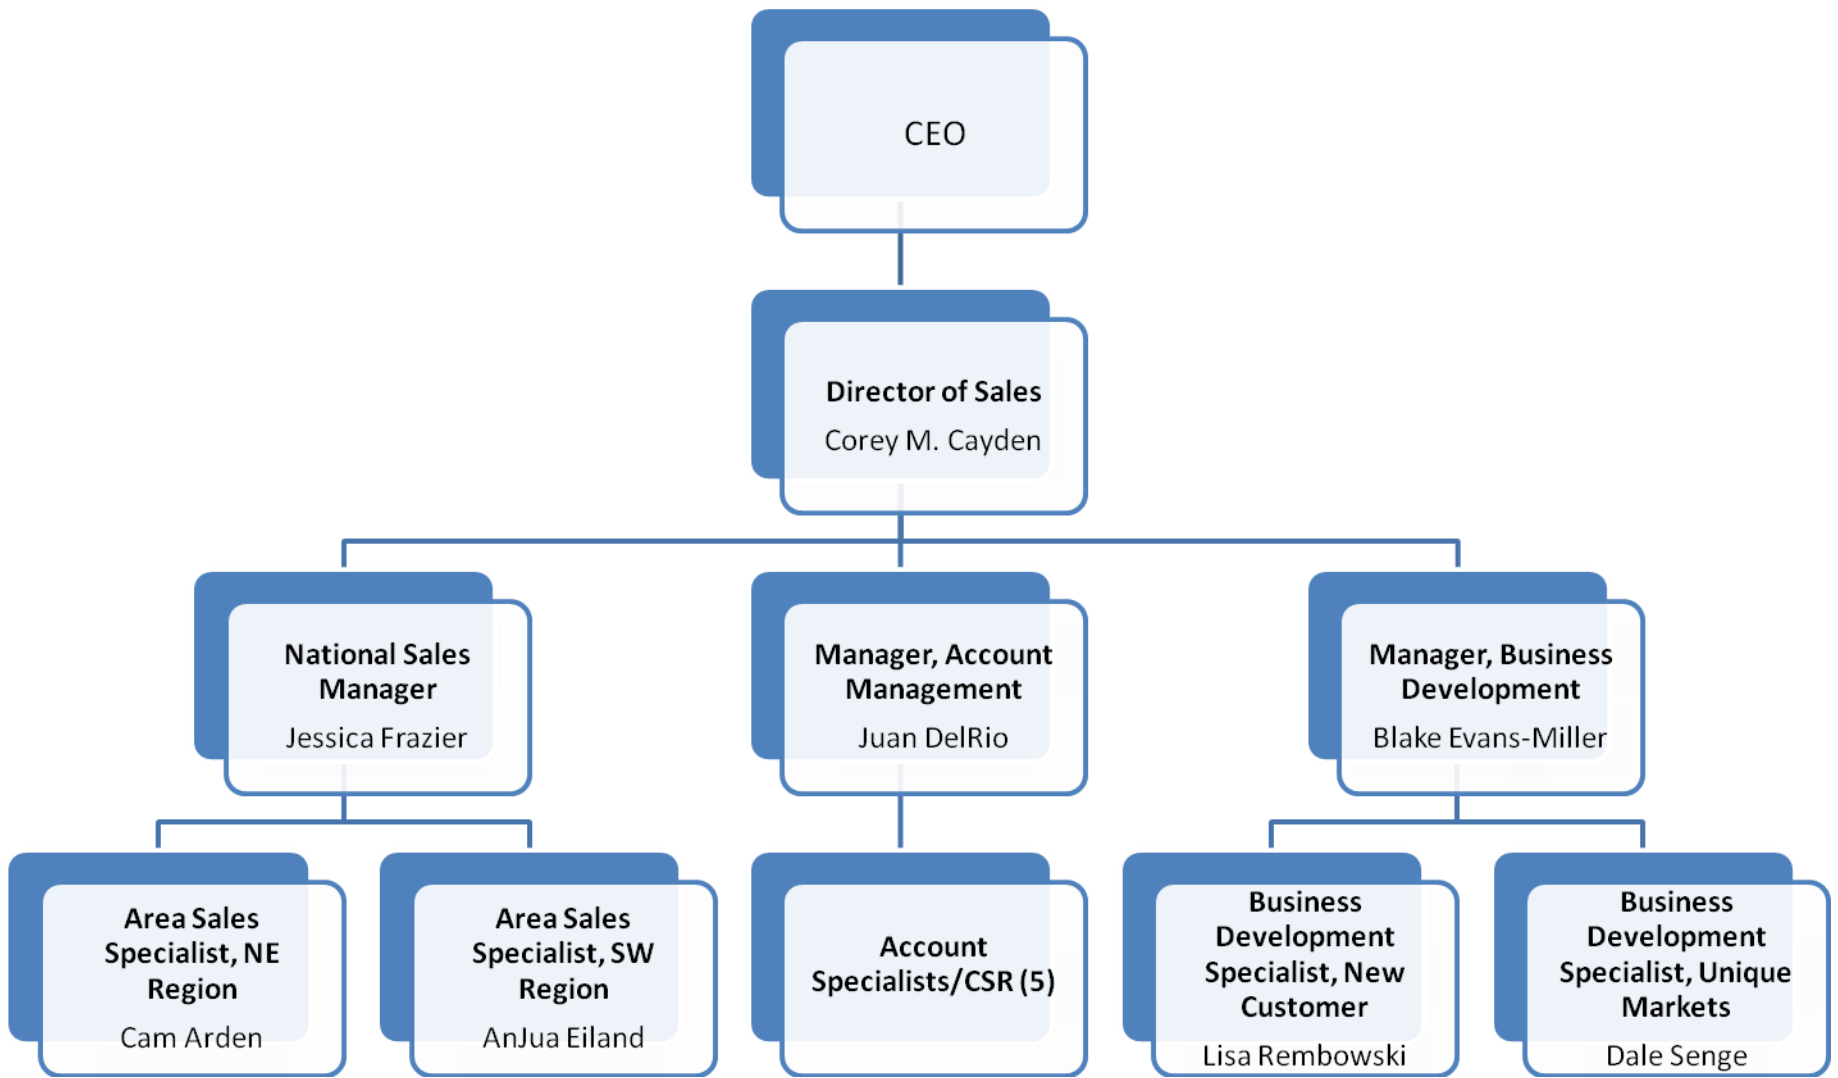 CEO
Director of Sales
Corey M. Cayden
National Sales
Manager
Jessica Frazier
Manager, Account
Management
Juan DelRio
Manager, Business
Development
Blake Evans-Miller
Area Sales
Specialist, NE
Region
Cam Arden
Area Sales
Specialist, SW
Region
AnJua Eiland
Account
Specialists/CSR (5)
Business
Development
Specialist, New
Customer
Lisa Rembowski
Business
Development
Specialist, Unique
Markets
Dale Senge